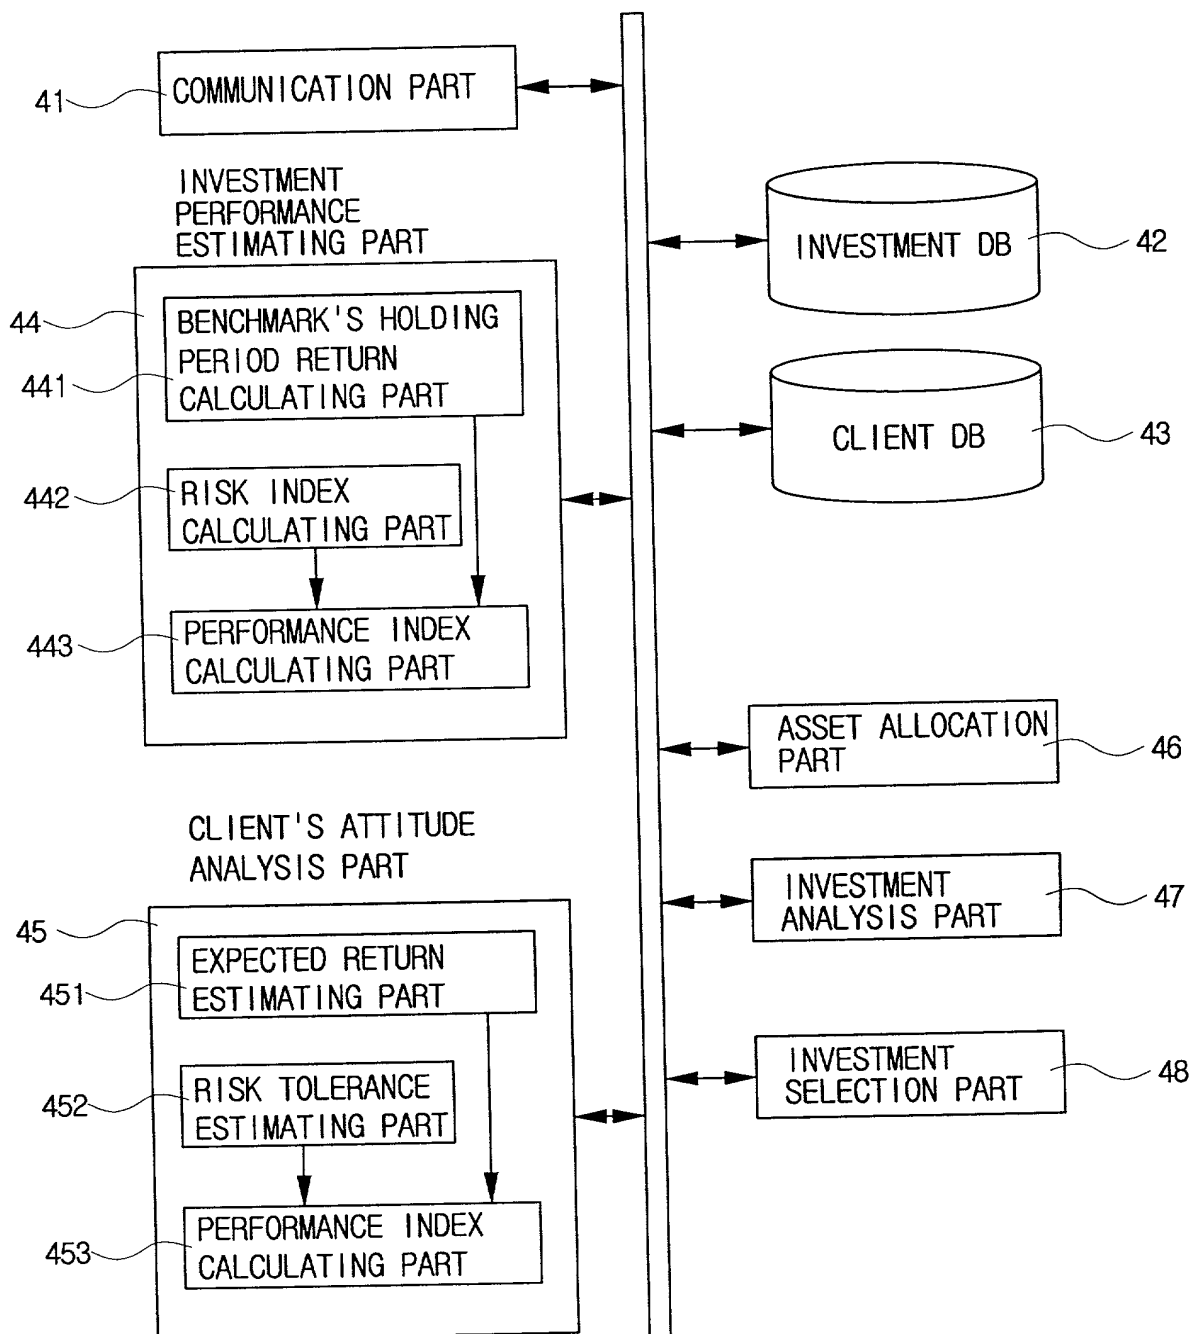 41
COMMUNICATION PART
INVESTMENT
PERFORMANCE
ESTIMATING PART
44
BENCHMARK'S HOLDING
PERIOD RETURN
CALCULATING PART
441
442
RISK INDEX
CALCULATING PART
443
PERFORMANCE INDEX
CALCULATING PART
CLIENT'S ATTITUDE
ANALYSIS PART
45
EXPECTED RETURN
ESTIMATING PART
451
452
RISK TOLERANCE
ESTIMATING PART
453
PERFORMANCE INDEX
CALCULATING PART
INVESTMENT DB
42
CLIENT DB
43
ASSET ALLOCATION
PART
46
INVESTMENT
ANALYSIS PART
47
INVESTMENT
SELECTION PART
48